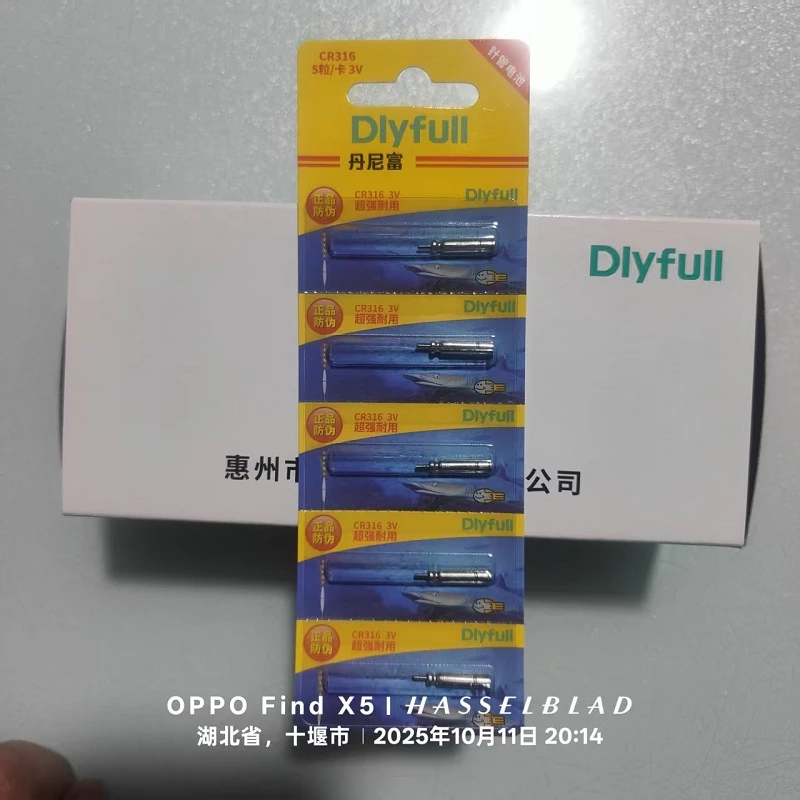 CR316
5粒/卡 3V
针管电池
Dlyfull
丹尼富
正品
防伪
CR316 3V
超强耐用
Dlyfull
正品
防伪
CR316 3V
超强耐用
Dlyfull
正品
防伪
CR316 3V
超强耐用
Dlyfull
正品
防伪
CR316 3V
超强耐用
Dlyfull
正品
防伪
CR316 3V
超强耐用
Dlyfull
Dlyfull
惠州市
公司
OPPO Find X5 | HASSELBLAD
湖北省，十堰市 | 2025年10月11日 20:14